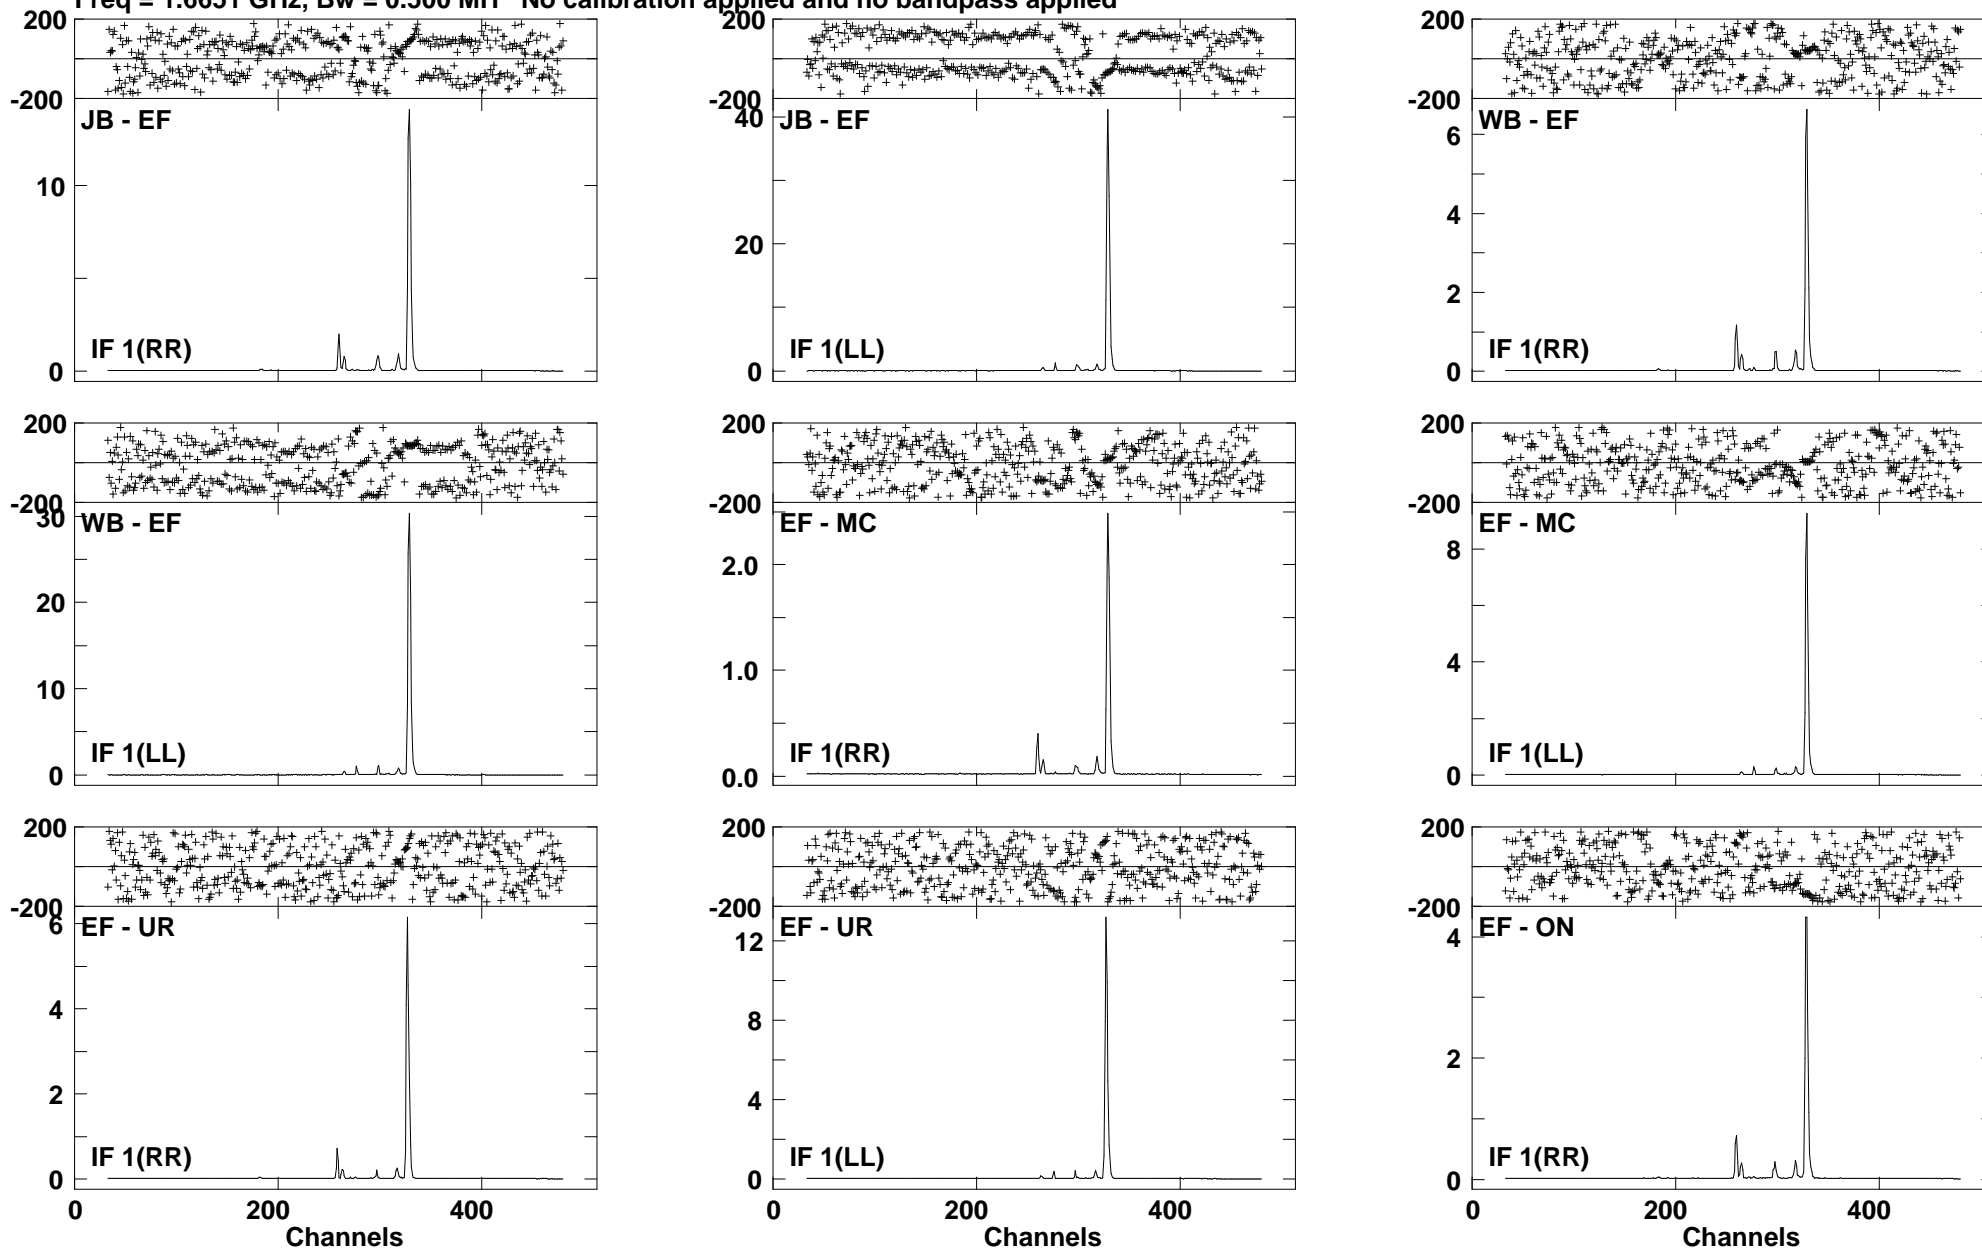 Freq = 1.6651 GHz, Bw = 0.500 MH No calibration applied and no bandpass applied
200 200 200
-200 -200 -200
JB - EF JB - EF WB - EF
10 0
40 20 0
6 4 2 0
IF 1(RR) IF 1(LL) IF 1(RR)
200 200 200
-200 -200 -200
WB - EF EF - MC EF - MC
30 20 10 0
2.0 1.0 0.0
8 4 0
IF 1(LL) IF 1(RR) IF 1(LL)
200 200 200
-200 -200 -200
EF - UR EF - UR EF - ON
6 4 2 0
12 8 4 0
4 2 0
IF 1(RR) IF 1(LL) IF 1(RR)
0 200 400 0 200 400 0 200 400
Channels Channels Channels